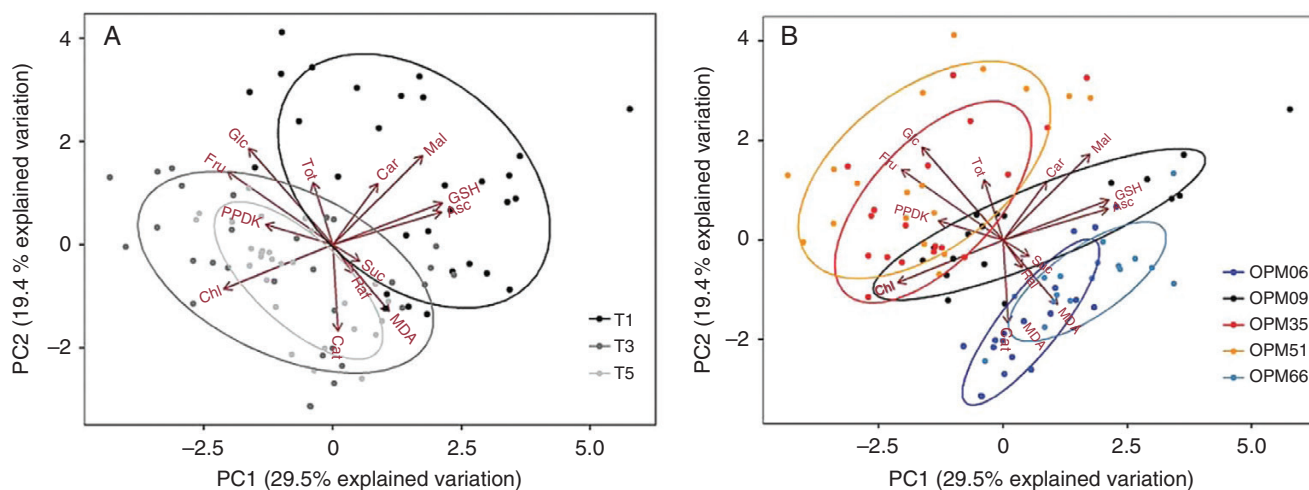 A
4
2
0
−2
−2.5
0
2.5
5.0
PC1 (29.5% explained variation)
PC2 (19.4 % explained variation)
Glc
Fru
Tot
Car
Mal
GSH
Asc
PPDK
Chl
Suc
Raf
MDA
Cat
T1
T3
T5
B
4
2
0
−2
−2.5
0
2.5
5.0
PC1 (29.5% explained variation)
PC2 (19.4 % explained variation)
Glc
Fru
Tot
Car
Mal
GSH
Asc
PPDK
Chl
Suc
MDA
MDA
Cat
OPM06
OPM09
OPM35
OPM51
OPM66